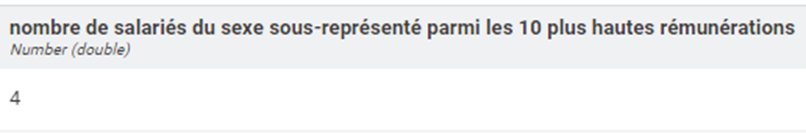 nombre de salariés du sexe sous-représenté parmi les 10 plus hautes rémunérations
Number (double)
4